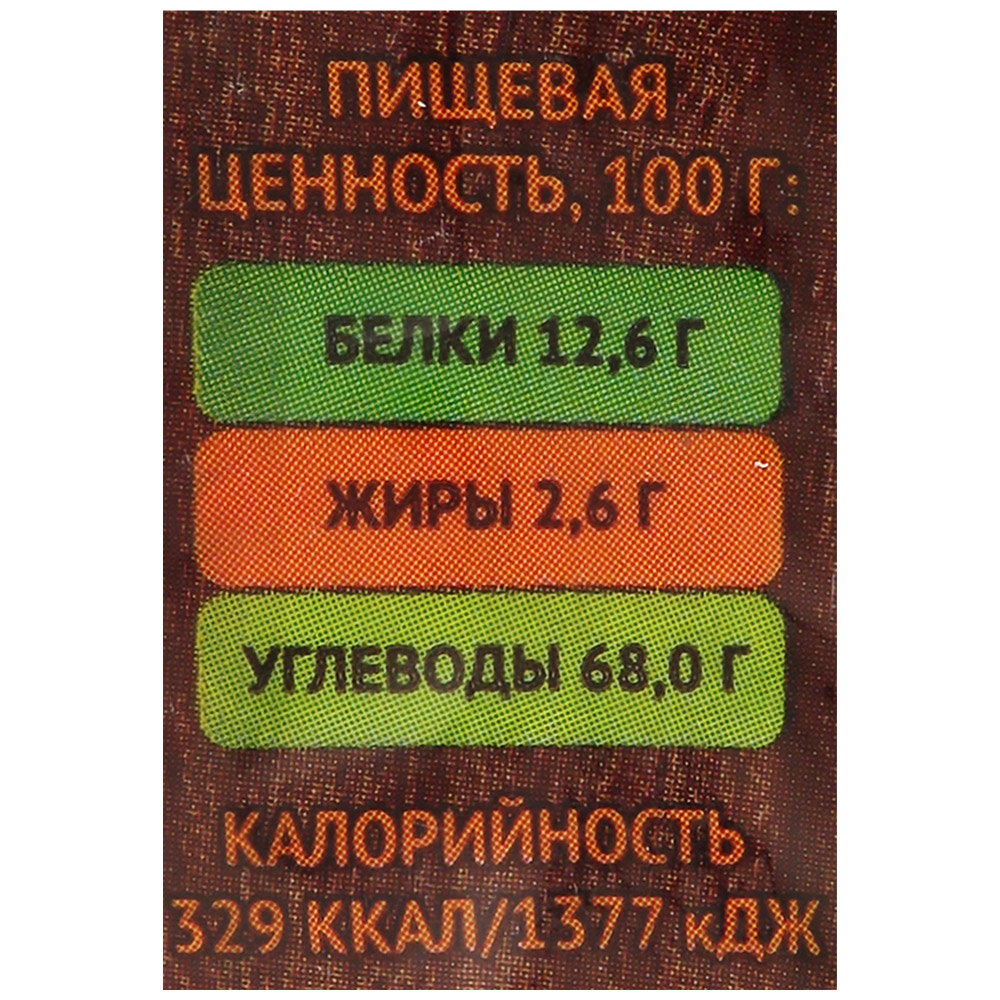 ПИЩЕВАЯ
ЦЕННОСТЬ, 100 Г:
БЕЛКИ 12,6 Г
ЖИРЫ 2,6 Г
УГЛЕВОДЫ 68,0 Г
КАЛОРИЙНОСТЬ
329 ККАЛ/1377 кДЖ